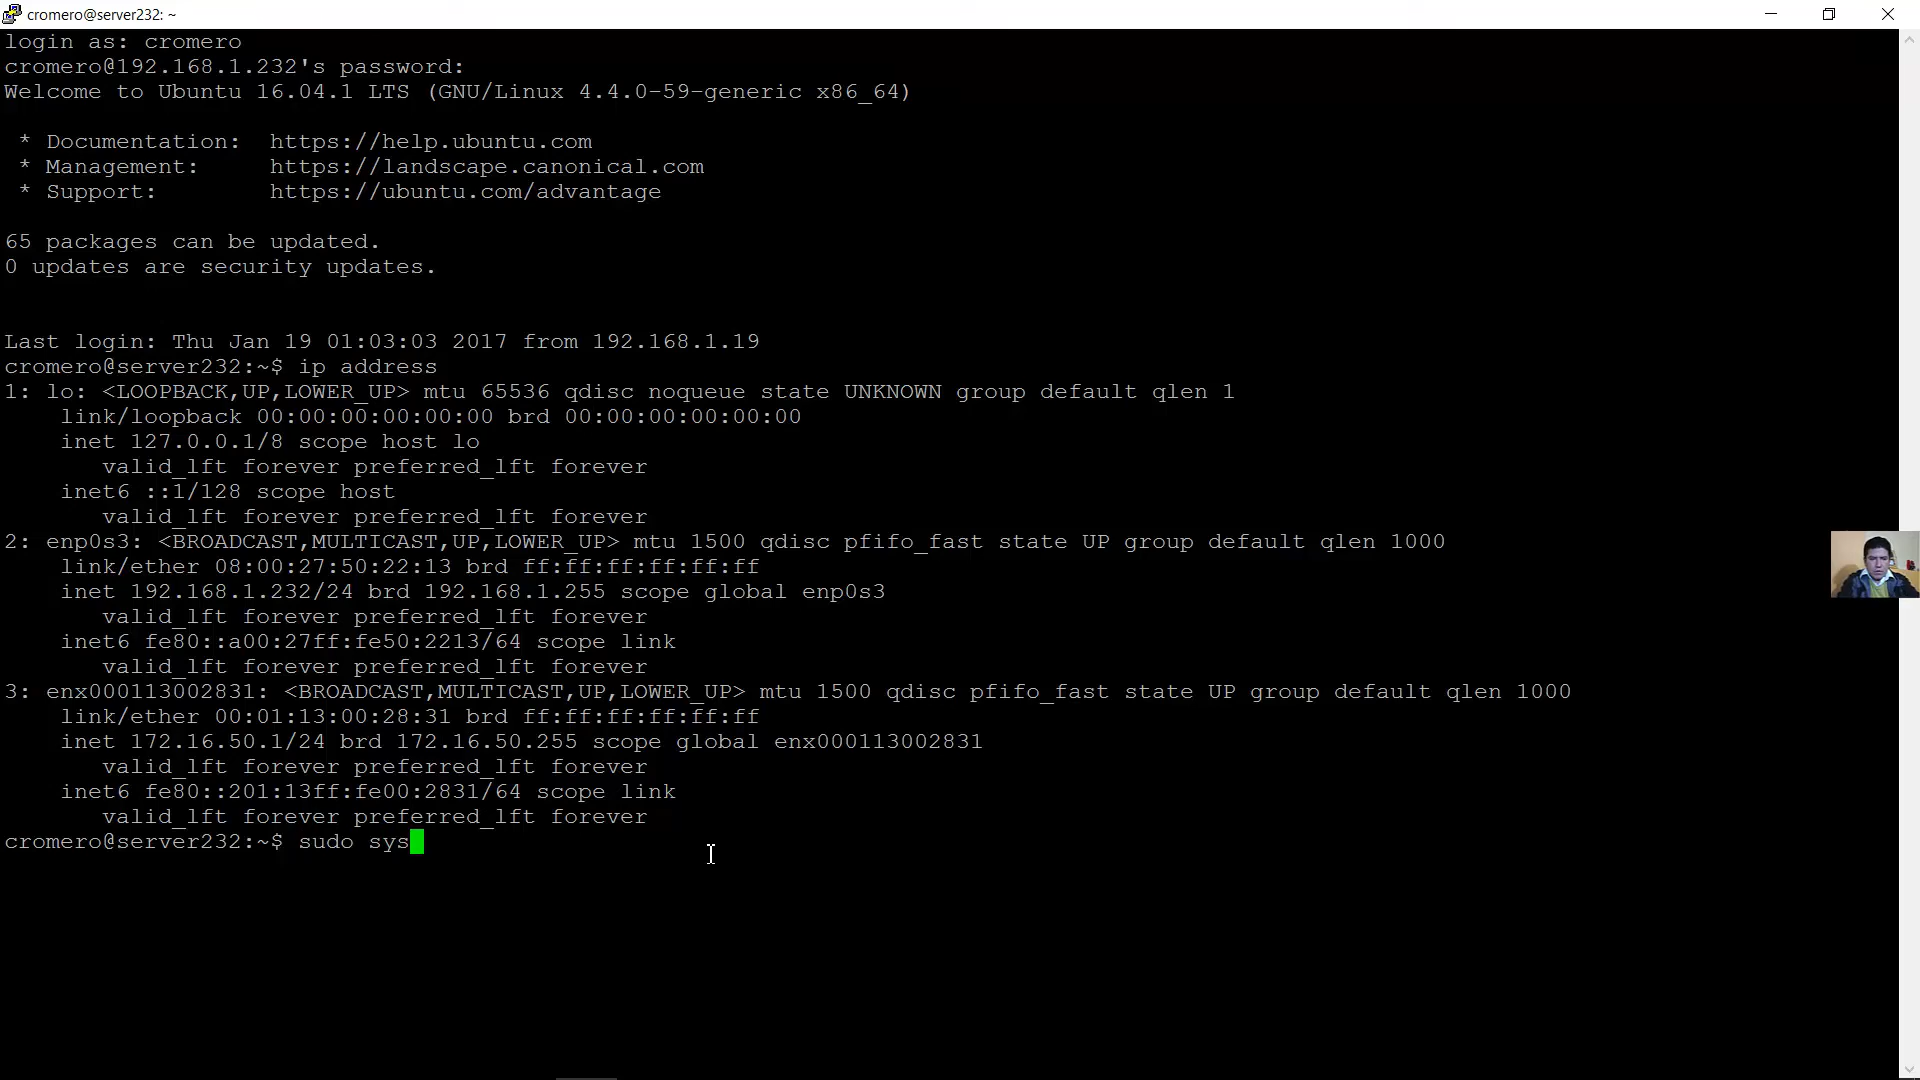 cromero@server232: ~
login as: cromero
cromero@192.168.1.232's password:
Welcome to Ubuntu 16.04.1 LTS (GNU/Linux 4.4.0-59-generic x86_64)
* Documentation:  https://help.ubuntu.com
* Management:     https://landscape.canonical.com
* Support:        https://ubuntu.com/advantage
65 packages can be updated.
0 updates are security updates.
Last login: Thu Jan 19 01:03:03 2017 from 192.168.1.19
cromero@server232:~$ ip address
1: lo: <LOOPBACK,UP,LOWER_UP> mtu 65536 qdisc noqueue state UNKNOWN group default qlen 1
link/loopback 00:00:00:00:00:00 brd 00:00:00:00:00:00
inet 127.0.0.1/8 scope host lo
valid_lft forever preferred_lft forever
inet6 ::1/128 scope host
valid_lft forever preferred_lft forever
2: enp0s3: <BROADCAST,MULTICAST,UP,LOWER_UP> mtu 1500 qdisc pfifo_fast state UP group default qlen 1000
link/ether 08:00:27:50:22:13 brd ff:ff:ff:ff:ff:ff
inet 192.168.1.232/24 brd 192.168.1.255 scope global enp0s3
valid_lft forever preferred_lft forever
inet6 fe80::a00:27ff:fe50:2213/64 scope link
valid_lft forever preferred_lft forever
3: enx000113002831: <BROADCAST,MULTICAST,UP,LOWER_UP> mtu 1500 qdisc pfifo_fast state UP group default qlen 1000
link/ether 00:01:13:00:28:31 brd ff:ff:ff:ff:ff:ff
inet 172.16.50.1/24 brd 172.16.50.255 scope global enx000113002831
valid_lft forever preferred_lft forever
inet6 fe80::201:13ff:fe00:2831/64 scope link
valid_lft forever preferred_lft forever
cromero@server232:~$ sudo sys